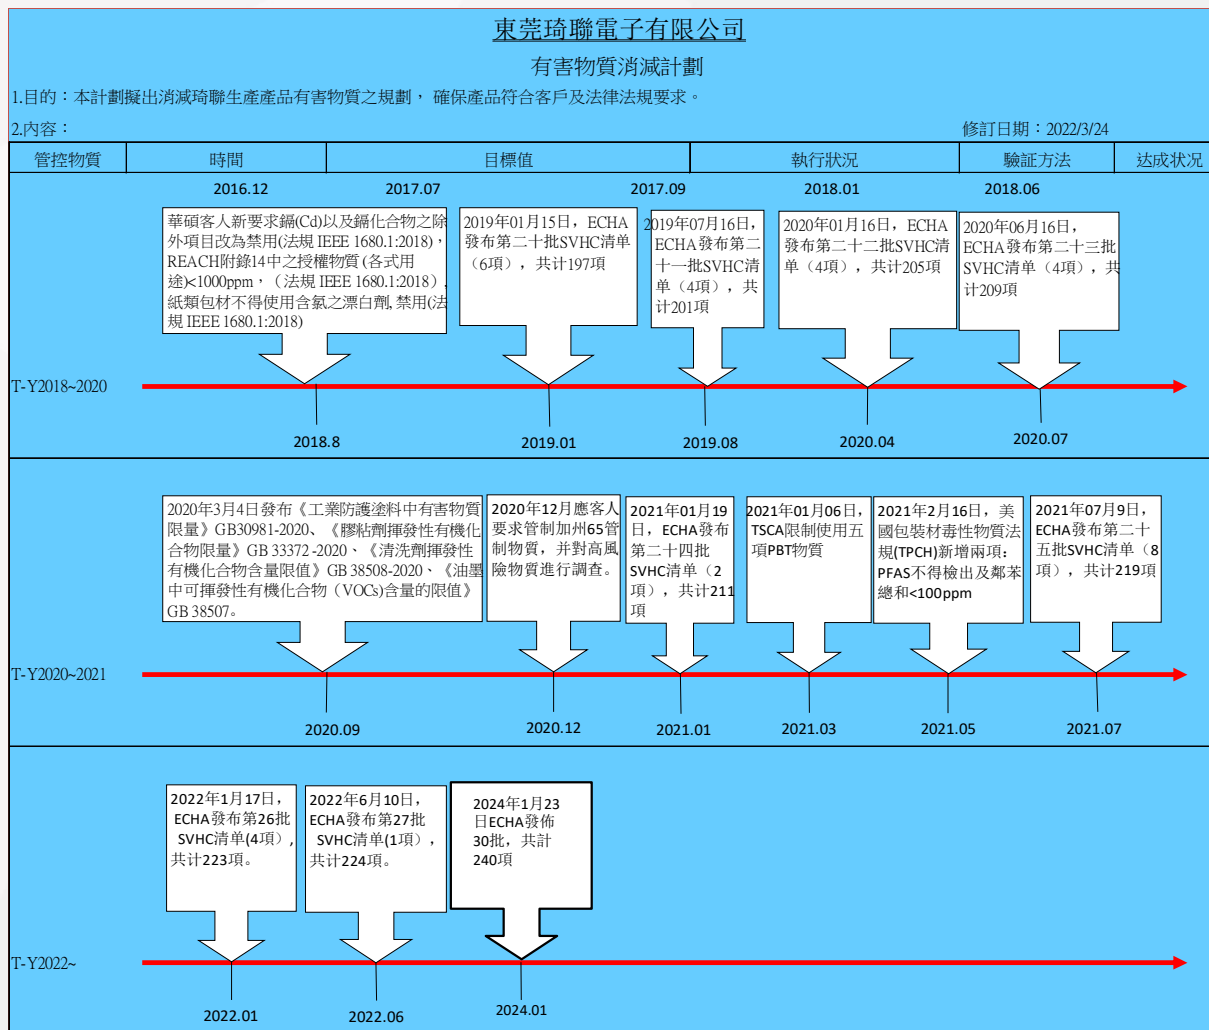 東莞琦聯電子有限公司
有害物質消減計劃
1.目的：本計劃擬出消減琦聯生產產品有害物質之規劃， 確保產品符合客戶及法律法規要求。
2.內容：
修訂日期：2022/3/24
管控物質 時間 目標值 執行狀況 驗証方法 达成状况
2016.12 2017.07 2017.09 2018.01 2018.06
華碩客人新要求鎘(Cd)以及鎘化合物之除
外項目改為禁用(法規 IEEE 1680.1:2018)，
REACH附錄14中之授權物質(各式用
途)<1000ppm，（法規 IEEE 1680.1:2018）,
紙類包材不得使用含氯之漂白劑, 禁用(法
規 IEEE 1680.1:2018)
2019年01月15日，ECHA
發布第二十批SVHC清单
（6項），共计197項
2019年07月16日，
ECHA發布第二
十一批SVHC清
单（4項），共
计201項
2020年01月16日，ECHA
發布第二十二批SVHC清
单（4項），共计205項
2020年06月16日，
ECHA發布第二十三批
SVHC清单（4項），共
计209項
T-Y2018~2020
2018.8 2019.01 2019.08 2020.04 2020.07
2020年3月4日發布《工業防護塗料中有害物質
限量》GB30981-2020、《膠粘劑揮發性有機化
合物限量》GB 33372 -2020、《清洗劑揮發性
有機化合物含量限值》GB 38508-2020、《油墨
中可揮發性有機化合物（VOCs)含量的限值》
GB 38507。
2020年12月應客人
要求管制加州65管
制物質，并對高風
險物質進行調查。
2021年01月19
日，ECHA發布
第二十四批
SVHC清单（2
項），共计211
項
2021年01月06日，
TSCA限制使用五
項PBT物質
2021年2月16日，美
國包裝材毒性物質法
規(TPCH)新增兩項：
PFAS不得檢出及鄰苯
總和<100ppm
2021年07月9日，
ECHA發布第二十
五批SVHC清单（8
項），共计219項
T-Y2020~2021
2020.09 2020.12 2021.01 2021.03 2021.05 2021.07
2022年1月17日，
ECHA發布第26批
SVHC清单(4項），
共计223項。
2022年6月10日，
ECHA發布第27批
SVHC清单(1項），
共计224項。
2024年1月23
日ECHA發佈
30批，共計
240項
T-Y2022~
2022.01 2022.06 2024.01